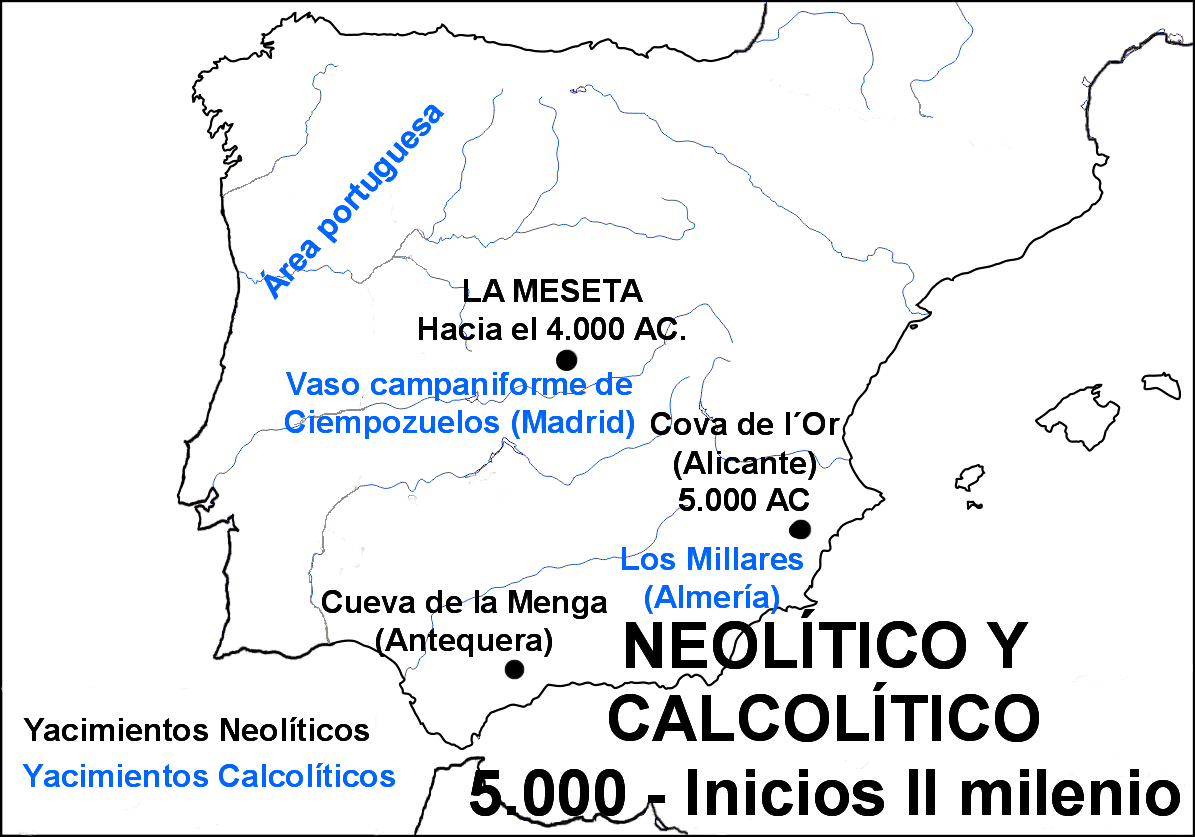 Área portuguesa
LA MESETA
Hacia el 4.000 AC.
Vaso campaniforme de
Ciempozuelos (Madrid)
Cova de l´Or
(Alicante)
5.000 AC
Los Millares
(Almería)
Cueva de la Menga
(Antequera)
NEOLÍTICO Y
CALCOLÍTICO
5.000 - Inicios II milenio
Yacimientos Neolíticos
Yacimientos Calcolíticos